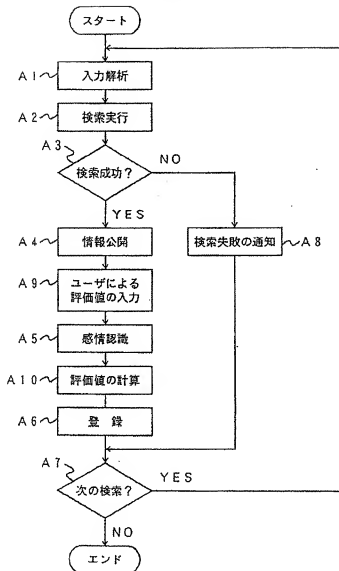 スタート
A1 入力解析
A2 検索実行
A3
検索成功?
NO
YES
A4 情報公開
検索失敗の通知 A8
A9 ユーザによる
評価値の入力
A5 感情認識
A10 評価値の計算
A6 登 録
A7
次の検索?
YES
NO
エンド